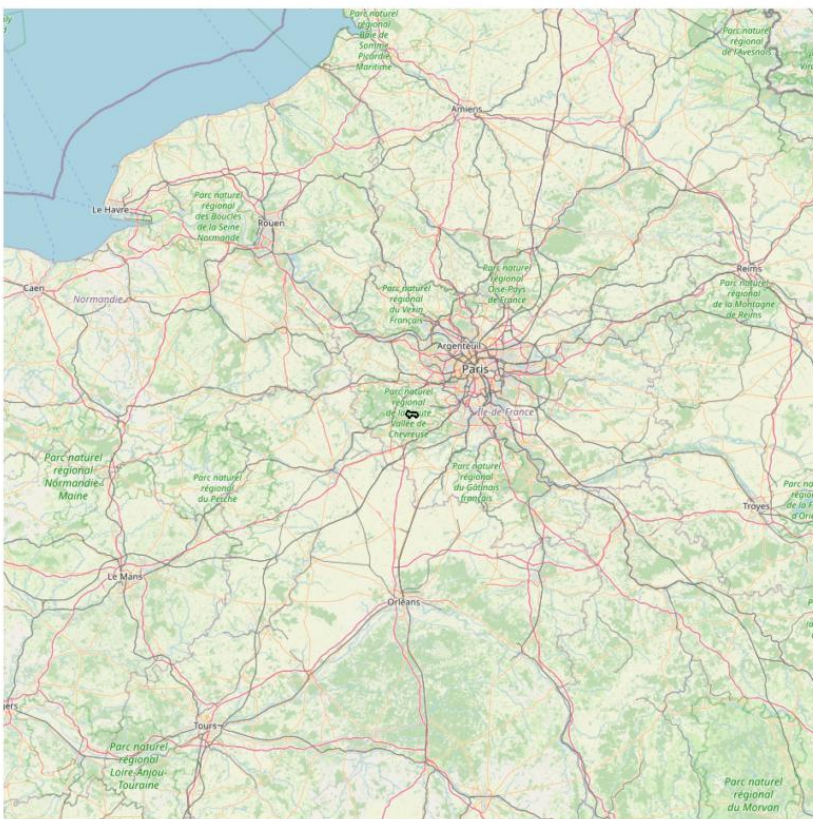 Parc naturel
régional
Baie de
Somme
Picardie
Maritime
Parc naturel
régional
de l'Avesnois
Amiens
Le Havre
Parc naturel
régional
des Boucles
de la Seine
Normande
Rouen
Caen
Normandie
Parc naturel
régional
du Vexin
Français
Parc naturel
régional
Oise-Pays
de France
Reims
Parc naturel
régional
de la Montagne
de Reims
Argenteuil
Paris
Parc naturel
régional
de la Haute
Vallée de
Chevreuse
Île-de-France
Parc naturel
régional
Normandie-
Maine
Parc naturel
régional
du Perche
Parc naturel
régional
du Gâtinais
français
Troyes
Le Mans
Orléans
Tours
Parc naturel
régional
Loire-Anjou-
Touraine
Parc naturel
régional
du Morvan